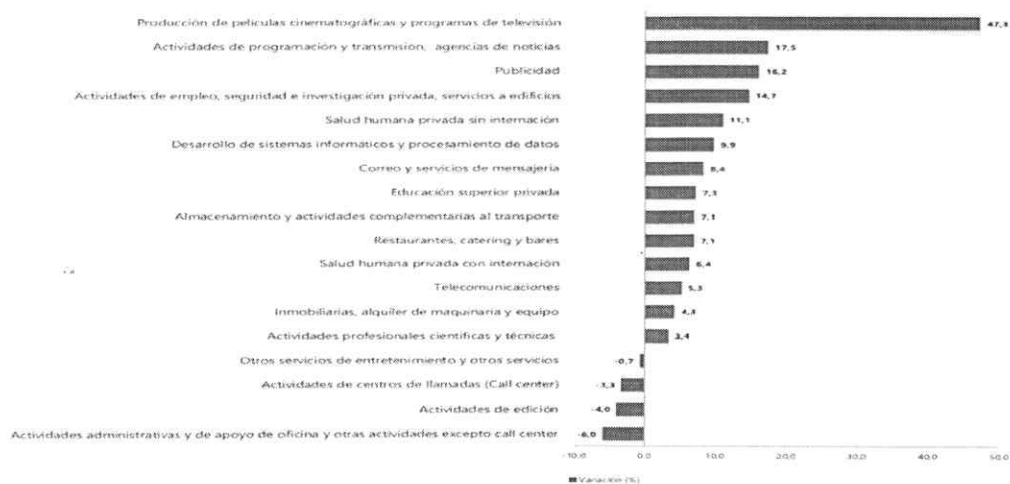 Producción de películas cinematográficas y programas de televisión 47,3
Actividades de programación y transmisión, agencias de noticias 17,5
Publicidad 16,2
Actividades de empleo, seguridad e investigación privada, servicios a edificios 14,7
Salud humana privada sin internación 11,1
Desarrollo de sistemas informáticos y procesamiento de datos 9,9
Correo y servicios de mensajería 8,4
Educación superior privada 7,3
Almacenamiento y actividades complementarias al transporte 7,1
Restaurantes, catering y bares 7,1
Salud humana privada con internación 6,4
Telecomunicaciones 5,3
Inmobiliarias, alquiler de maquinaria y equipo 4,3
Actividades profesionales científicas y técnicas 3,4
Otros servicios de entretenimiento y otros servicios -0,7
Actividades de centros de llamadas (Call center) -3,3
Actividades de edición -4,0
Actividades administrativas y de apoyo de oficina y otras actividades excepto call center -6,0
-10,0 0,0 10,0 20,0 30,0 40,0 50,0
Variación (%)